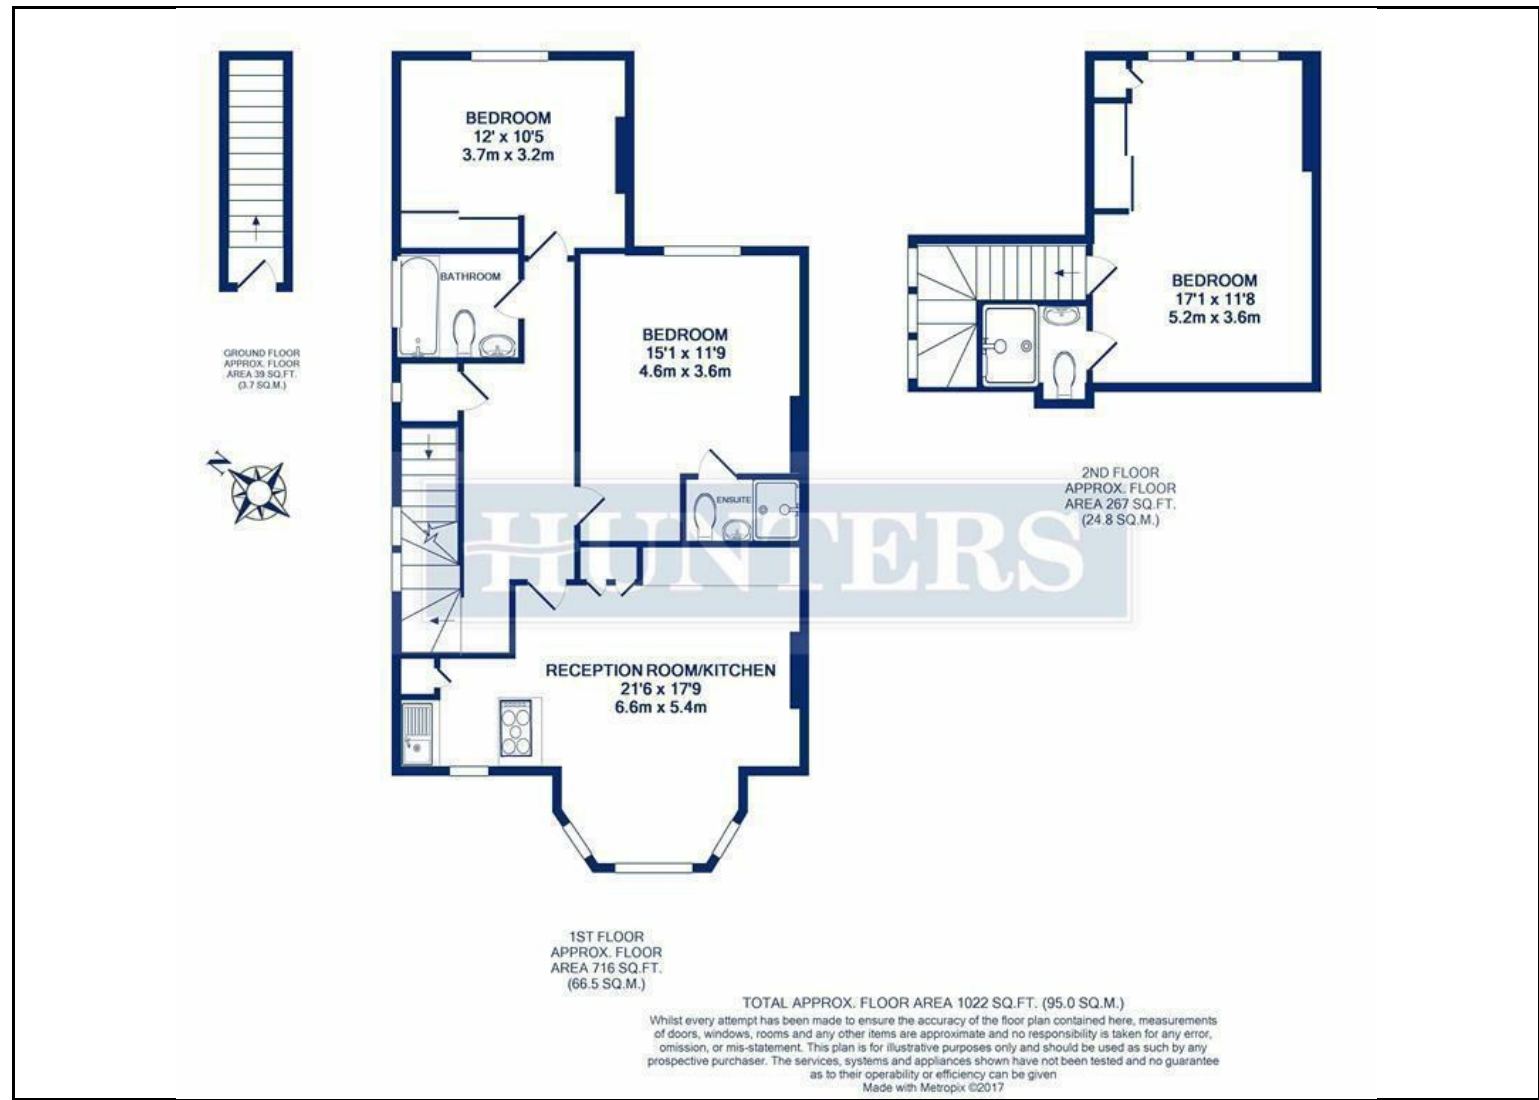 BEDROOM
12' x 10'5
3.7m x 3.2m
BATHROOM
BEDROOM
15'1 x 11'9
4.6m x 3.6m
BEDROOM
17'1 x 11'8
5.2m x 3.6m
GROUND FLOOR
APPROX. FLOOR
AREA 39 SQ.FT.
(3.7 SQ.M.)
N
2ND FLOOR
APPROX. FLOOR
AREA 267 SQ.FT.
(24.8 SQ.M.)
ENSUITE
HUNTERS
RECEPTION ROOM/KITCHEN
21'6 x 17'9
6.6m x 5.4m
1ST FLOOR
APPROX. FLOOR
AREA 716 SQ.FT.
(66.5 SQ.M.)
TOTAL APPROX. FLOOR AREA 1022 SQ.FT. (95.0 SQ.M.)
Whilst every attempt has been made to ensure the accuracy of the floor plan contained here, measurements
of doors, windows, rooms and any other items are approximate and no responsibility is taken for any error,
omission, or mis-statement. This plan is for illustrative purposes only and should be used as such by any
prospective purchaser. The services, systems and appliances shown have not been tested and no guarantee
as to their operability or efficiency can be given
Made with Metropix ©2017